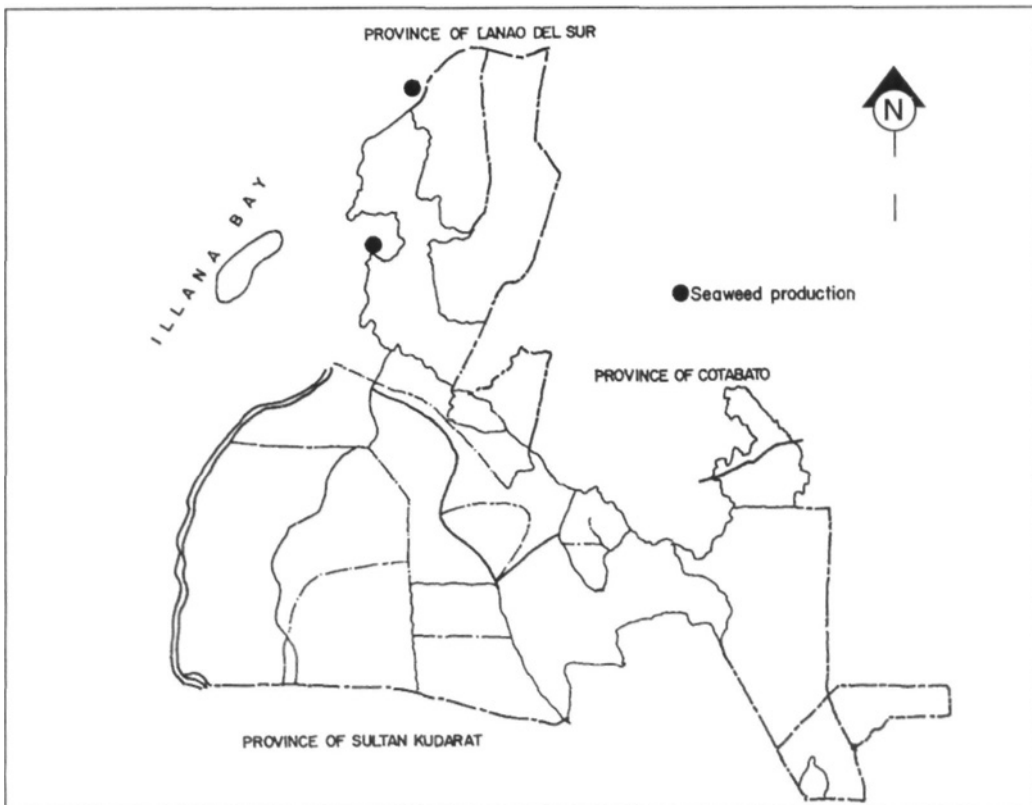 PROVINCE OF LANAO DEL SUR
N
ILLANA BAY
Seaweed production
PROVINCE OF COTABATO
PROVINCE OF SULTAN KUDARAT